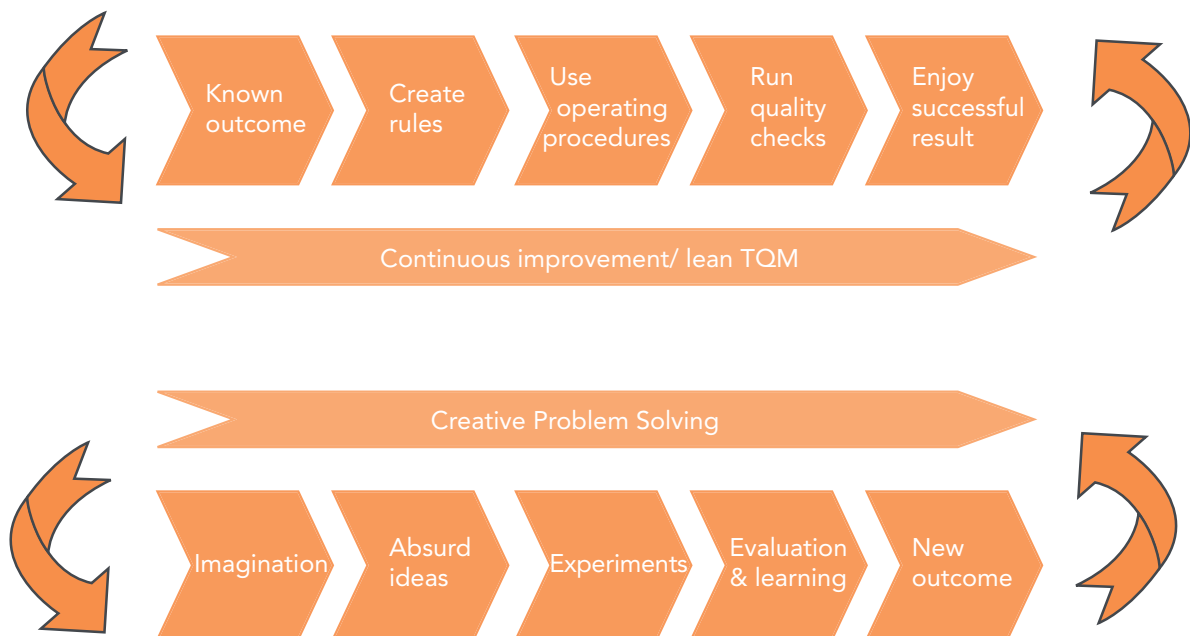 Known
outcome
Create
rules
Use
operating
procedures
Run
quality
checks
Enjoy
successful
result
Continuous improvement/ lean TQM
Creative Problem Solving
Imagination
Absurd
ideas
Experiments
Evaluation
& learning
New
outcome